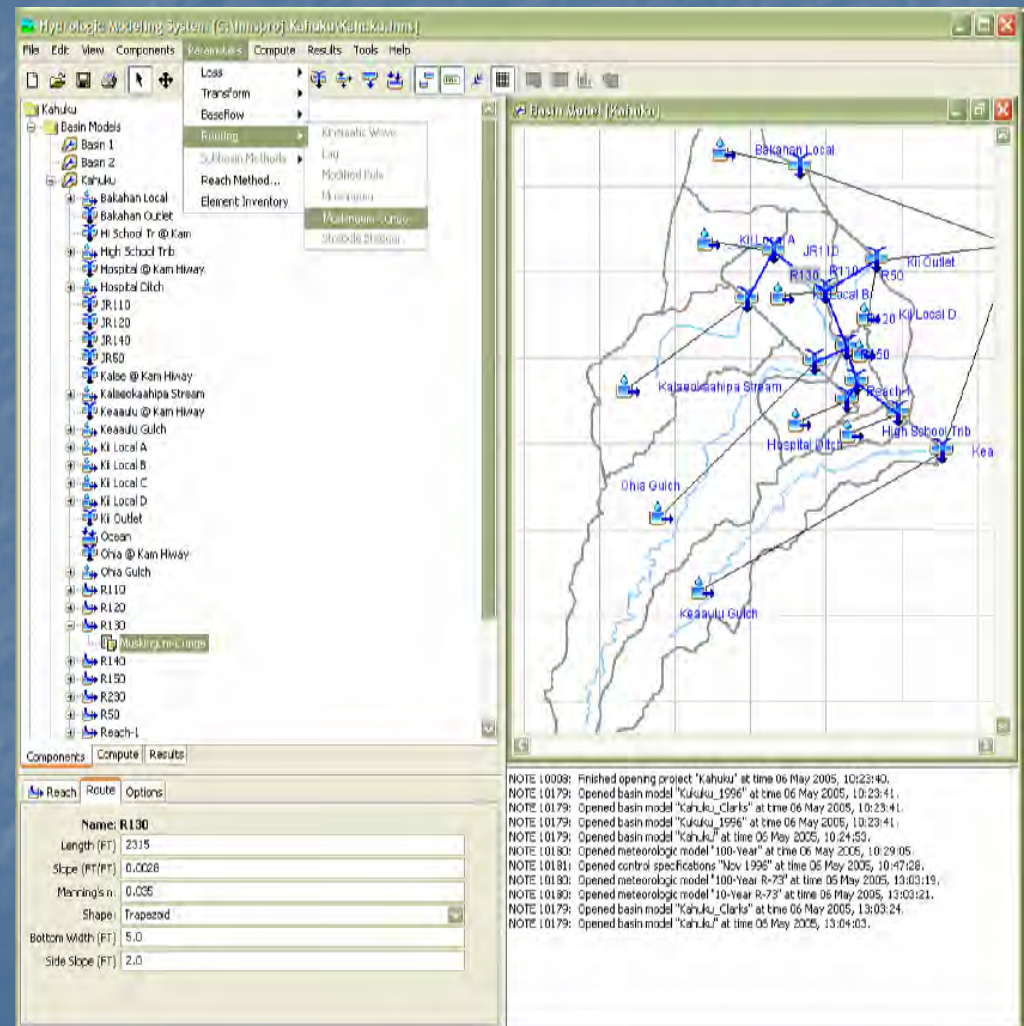 Hydrologic Modeling System [C:\hmsproj\Kahuku\Kahuku.hms]
File Edit View Components Parameters Compute Results Tools Help
Loss
Transform
Baseflow
Routing
Subbasin Methods
Reach Method...
Element Inventory
Kinematic Wave
Lag
Modified Puls
Muskingum
Muskingum-Cunge
Straddle Stagger
Kahuku
Basin Models
Basin 1
Basin 2
Kahuku
Bakahan Local
Bakahan Outlet
Hi School Tr @ Kam
High School Trib
Hospital @ Kam Hiway
Hospital Ditch
JR110
JR120
JR140
JR60
Kalae @ Kam Hiway
Kalaeokaahipa Stream
Keaaulu @ Kam Hiway
Keaaulu Gulch
Kii Local A
Kii Local B
Kii Local C
Kii Local D
Kii Outlet
Ocean
Ohia @ Kam Hiway
Ohia Gulch
R110
R120
R130
Muskingum-Cunge
R140
R150
R230
R50
Reach-1
Components Compute Results
Basin Model [Kahuku]
Bakahan Local
Kii Local A
JR110
Kii Outlet
R130
R110
R50
Local B
Kii Local D
Kalaeokaahipa Stream
Reach-1
High School Trib
Hospital Ditch
Kea
Ohia Gulch
Keaaulu Gulch
Reach Route Options
Name: R130
Length (FT) 2315
Slope (FT/FT) 0.0028
Manning's n: 0.035
Shape: Trapezoid
Bottom Width (FT) 5.0
Side Slope (FT) 2.0
NOTE 10008: Finished opening project "Kahuku" at time 06 May 2005, 10:23:40.
NOTE 10179: Opened basin model "Kukuku_1996" at time 06 May 2005, 10:23:41.
NOTE 10179: Opened basin model "Kahuku_Clarks" at time 06 May 2005, 10:23:41.
NOTE 10179: Opened basin model "Kukuku_1996" at time 06 May 2005, 10:23:41.
NOTE 10179: Opened basin model "Kahuku" at time 06 May 2005, 10:24:53.
NOTE 10180: Opened meteorologic model "100-Year" at time 06 May 2005, 10:29:05.
NOTE 10181: Opened control specifications "Nov 1996" at time 06 May 2005, 10:47:28.
NOTE 10180: Opened meteorologic model "100-Year R-73" at time 06 May 2005, 13:03:19.
NOTE 10180: Opened meteorologic model "10-Year R-73" at time 06 May 2005, 13:03:21.
NOTE 10179: Opened basin model "Kahuku_Clarks" at time 06 May 2005, 13:03:24.
NOTE 10179: Opened basin model "Kahuku" at time 06 May 2005, 13:04:03.